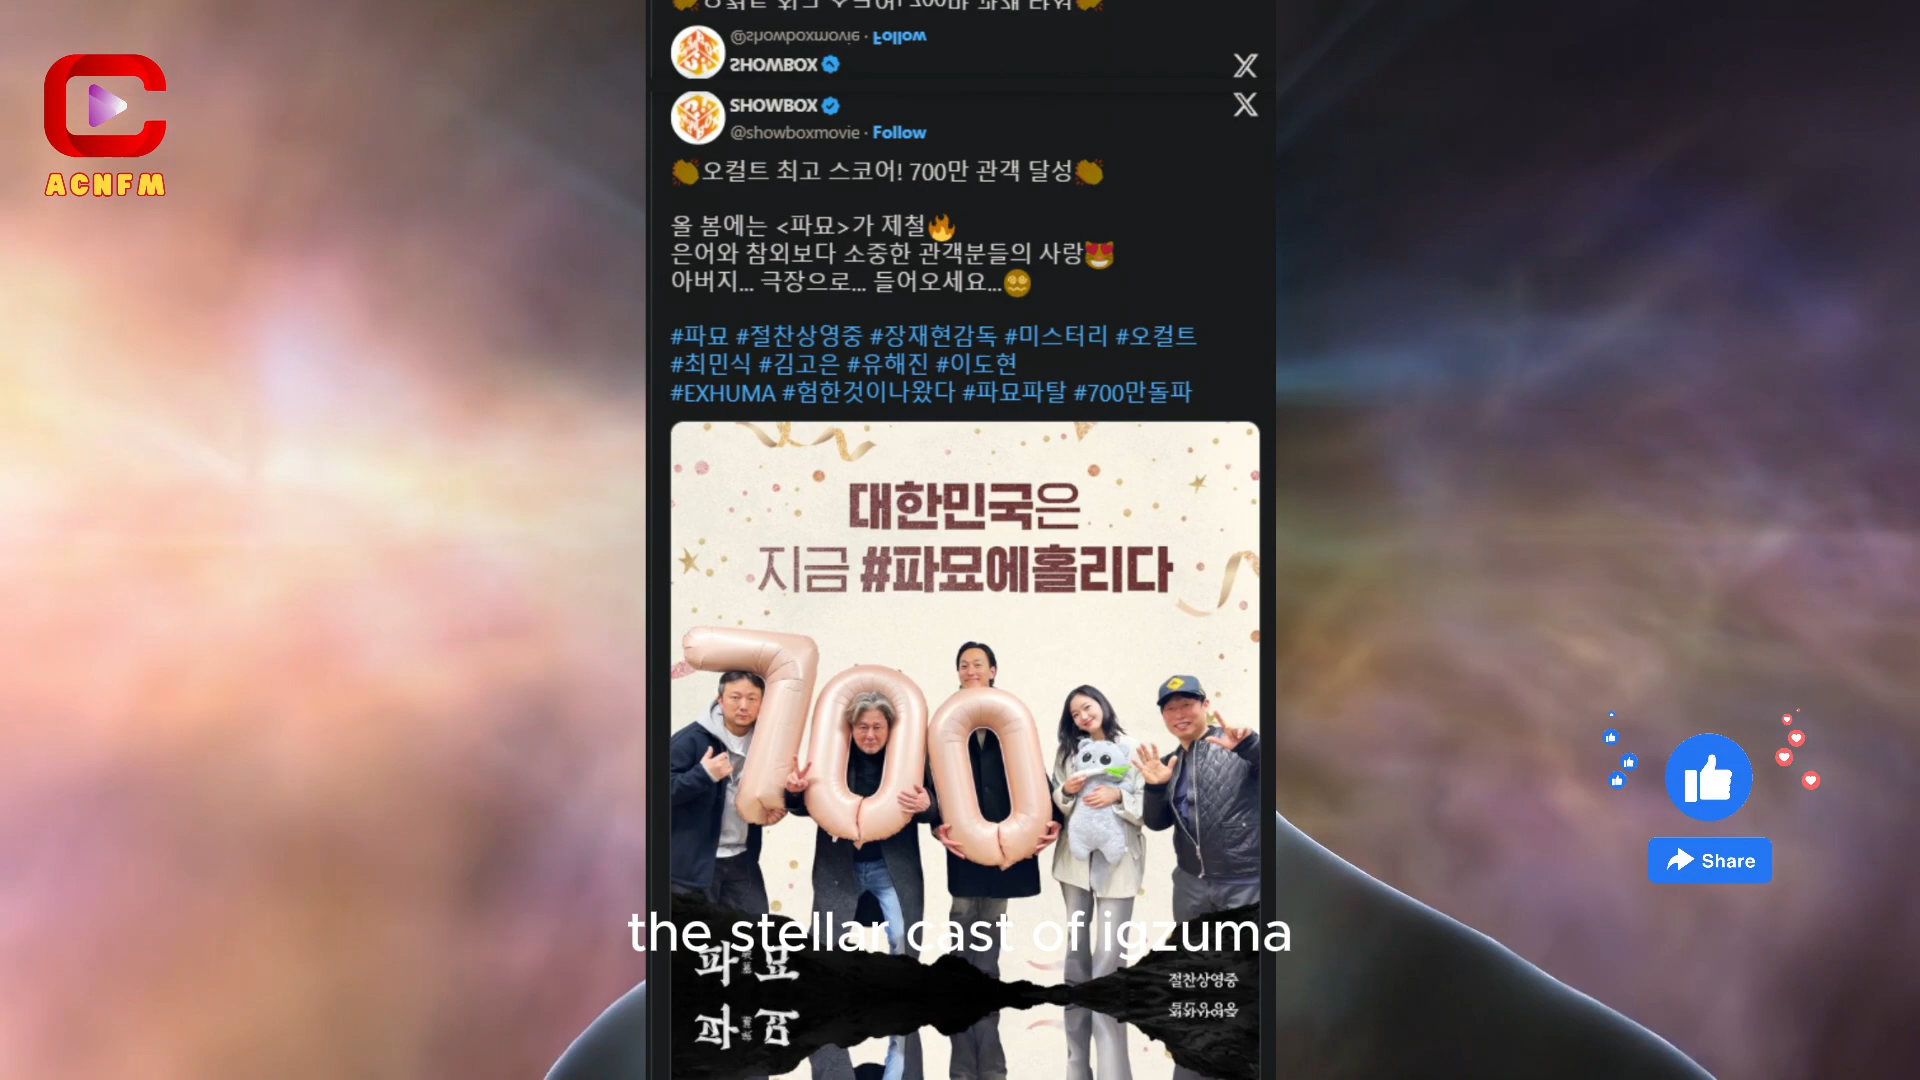 @showboxmovie · Follow
SHOWBOX
ACNFM
SHOWBOX
@showboxmovie · Follow
👏오컬트 최고 스코어! 700만 관객 달성👏
올 봄에는 <파묘>가 제철🔥
은어와 참외보다 소중한 관객분들의 사랑😍
아버지... 극장으로... 들어오세요...😵‍💫
#파묘 #절찬상영중 #장재현감독 #미스터리 #오컬트
#최민식 #김고은 #유해진 #이도현
#EXHUMA #험한것이나왔다 #파묘파탈 #700만돌파
대한민국은
지금 #파묘에홀리다
700
Share
the stellar cast of igzuma
파묘
절찬상영중